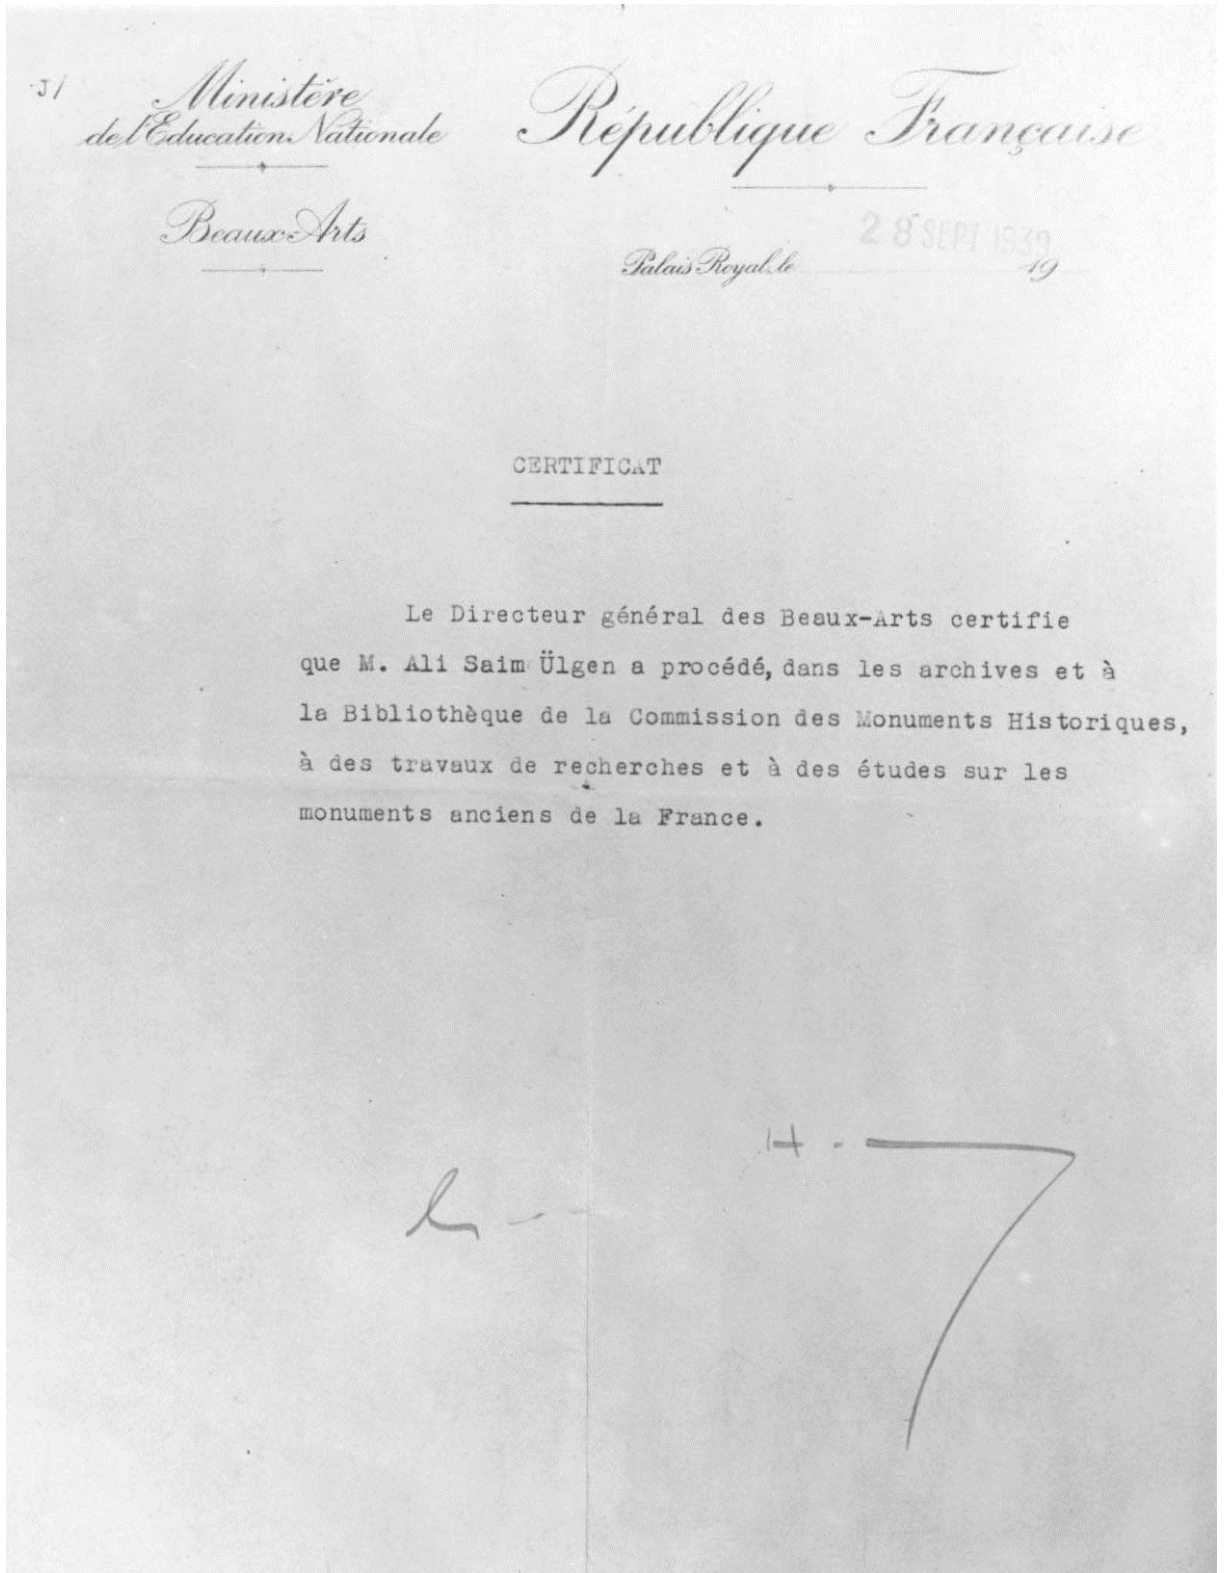 Ministère
de l'Education Nationale
Beaux-Arts
République Française
28 SEPT 1939
Palais Royal, le 19
CERTIFICAT
Le Directeur général des Beaux-Arts certifie
que M. Ali Saim Ülgen a procédé, dans les archives et à
la Bibliothèque de la Commission des Monuments Historiques,
à des travaux de recherches et à des études sur les
monuments anciens de la France.